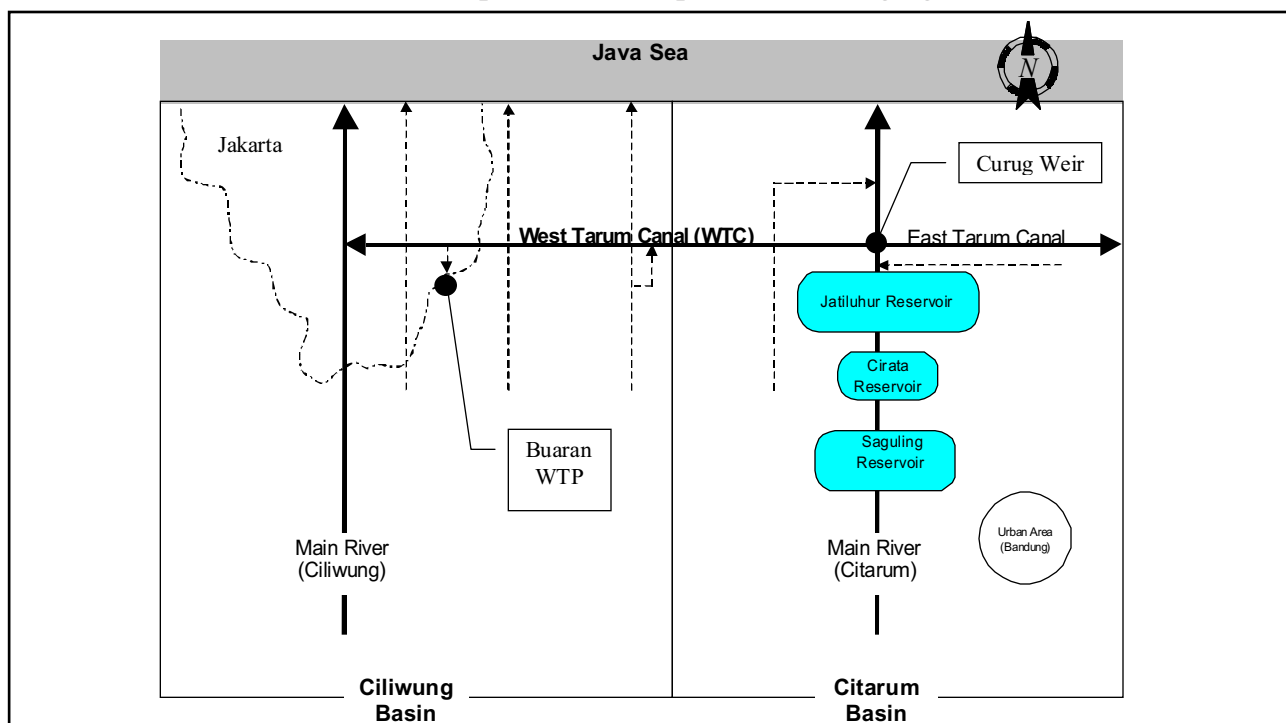 Java Sea
N
Jakarta
Curug Weir
West Tarum Canal (WTC)
East Tarum Canal
Jatiluhur Reservoir
Cirata
Reservoir
Buaran
WTP
Saguling
Reservoir
Urban Area
(Bandung)
Main River
(Ciliwung)
Main River
(Citarum)
Ciliwung
Basin
Citarum
Basin